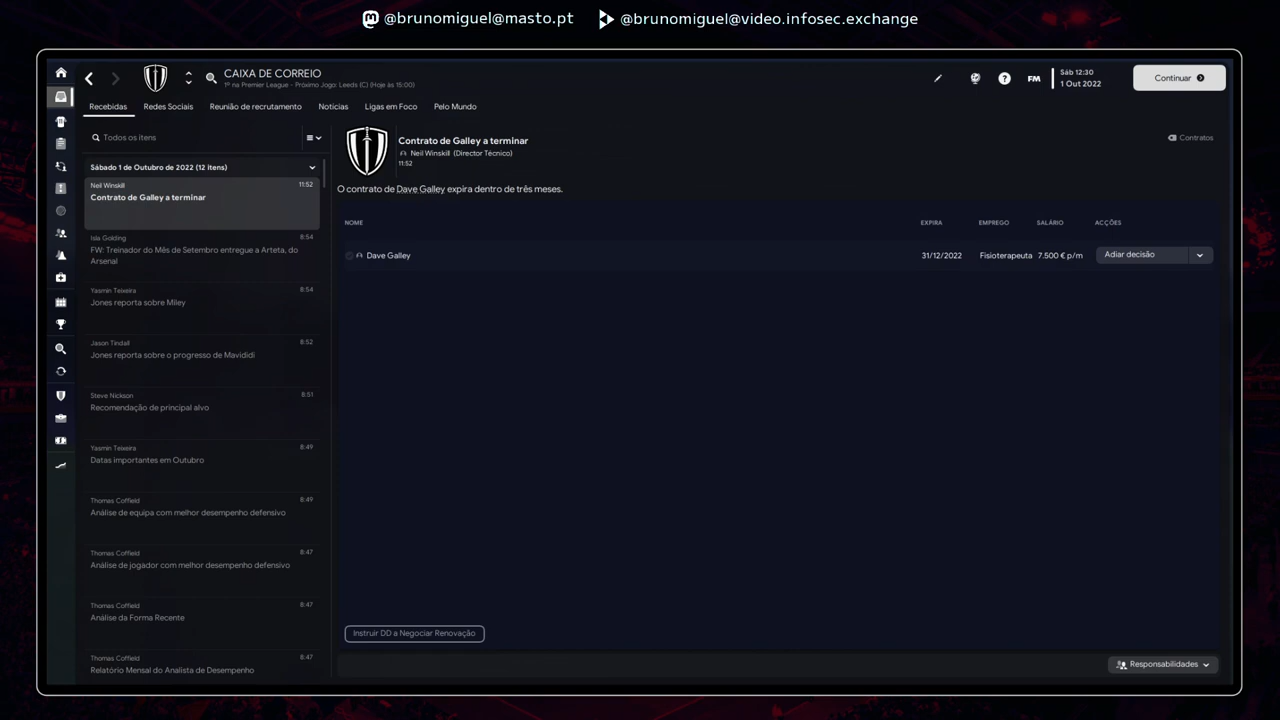 @brunomiguel@masto.pt @brunomiguel@video.infosec.exchange
CAIXA DE CORREIO
1º na Premier League - Próximo Jogo: Leeds (C) (Hoje às 15:00)
FM
Sáb 12:30
1 Out 2022
Continuar
Recebidas Redes Sociais Reunião de recrutamento Notícias Ligas em Foco Pelo Mundo
Todos os itens
Sábado 1 de Outubro de 2022 (12 itens)
Neil Winskill 11:52
Contrato de Galley a terminar
Isla Golding 8:54
FW: Treinador do Mês de Setembro entregue a Arteta, do
Arsenal
Yasmin Teixeira 8:54
Jones reporta sobre Miley
Jason Tindall 8:52
Jones reporta sobre o progresso de Mavididi
Steve Nickson 8:51
Recomendação de principal alvo
Yasmin Teixeira 8:49
Datas importantes em Outubro
Thomas Coffield 8:49
Análise de equipa com melhor desempenho defensivo
Thomas Coffield 8:47
Análise de jogador com melhor desempenho defensivo
Thomas Coffield 8:47
Análise da Forma Recente
Thomas Coffield 8:47
Relatório Mensal do Analista de Desempenho
Contrato de Galley a terminar
Neil Winskill (Director Técnico)
11:52
Contratos
O contrato de Dave Galley expira dentro de três meses.
NOME EXPIRA EMPREGO SALÁRIO ACÇÕES
Dave Galley 31/12/2022 Fisioterapeuta 7.500 € p/m Adiar decisão
Instruir DD a Negociar Renovação
Responsabilidades